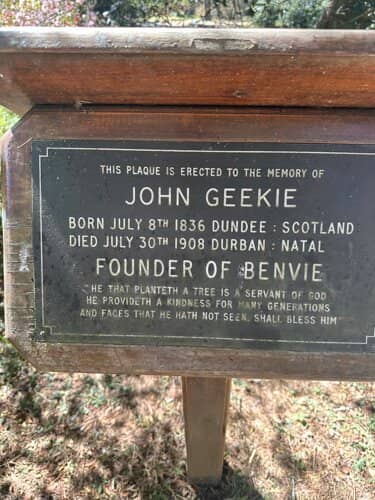 THIS PLAQUE IS ERECTED TO THE MEMORY OF
JOHN GEEKIE
BORN JULY 8TH 1836 DUNDEE : SCOTLAND
DIED JULY 30TH 1908 DURBAN : NATAL
FOUNDER OF BENVIE
"HE THAT PLANTETH A TREE IS A SERVANT OF GOD
HE PROVIDETH A KINDNESS FOR MANY GENERATIONS
AND FACES THAT HE HATH NOT SEEN, SHALL BLESS HIM"